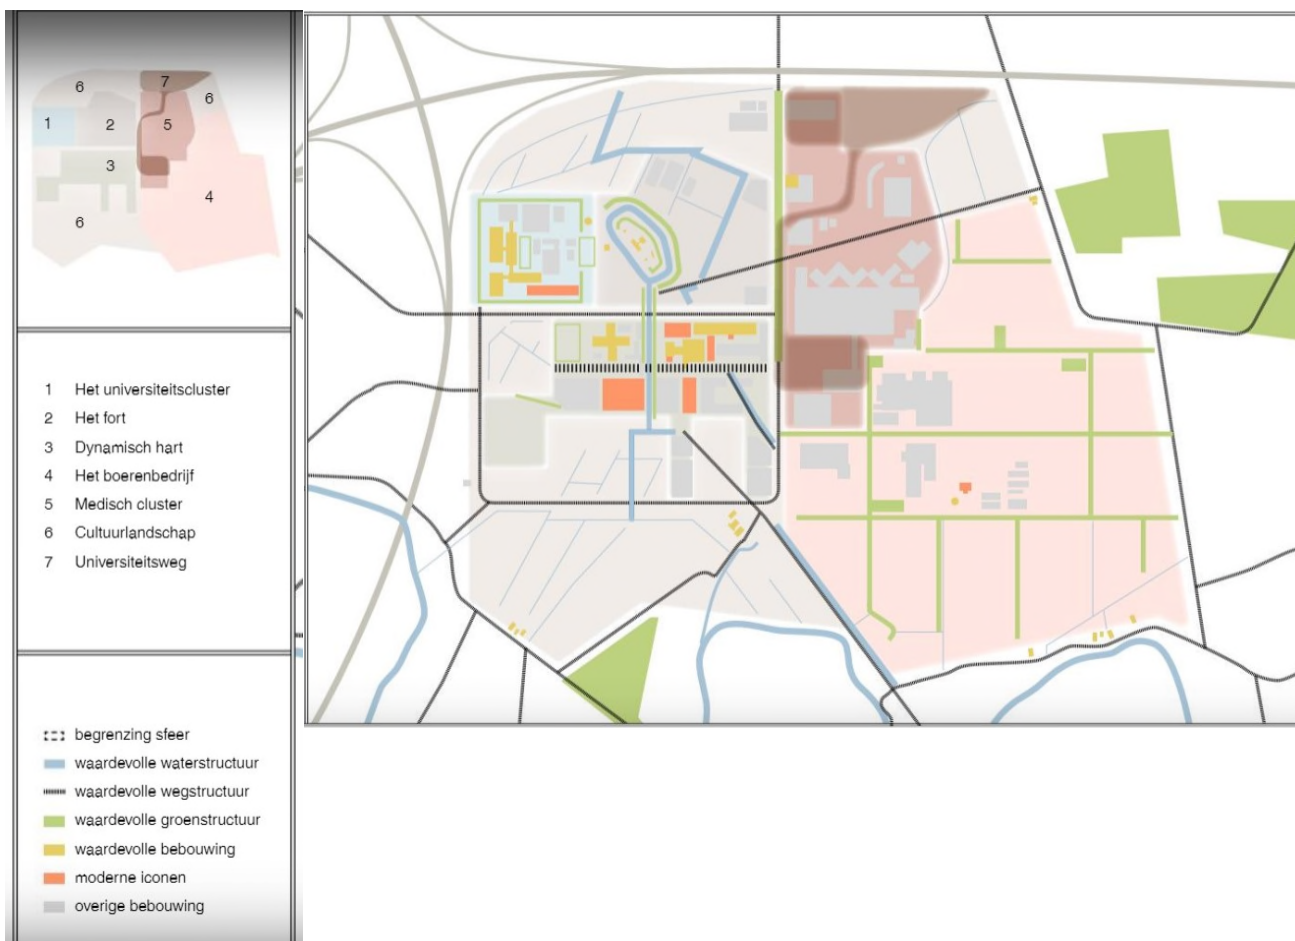 7
6
6
1
2
5
3
4
6
1 Het universiteitscluster
2 Het fort
3 Dynamisch hart
4 Het boerenbedrijf
5 Medisch cluster
6 Cultuurlandschap
7 Universiteitsweg
begrenzing sfeer
waardevolle waterstructuur
waardevolle wegstructuur
waardevolle groenstructuur
waardevolle bebouwing
moderne iconen
overige bebouwing